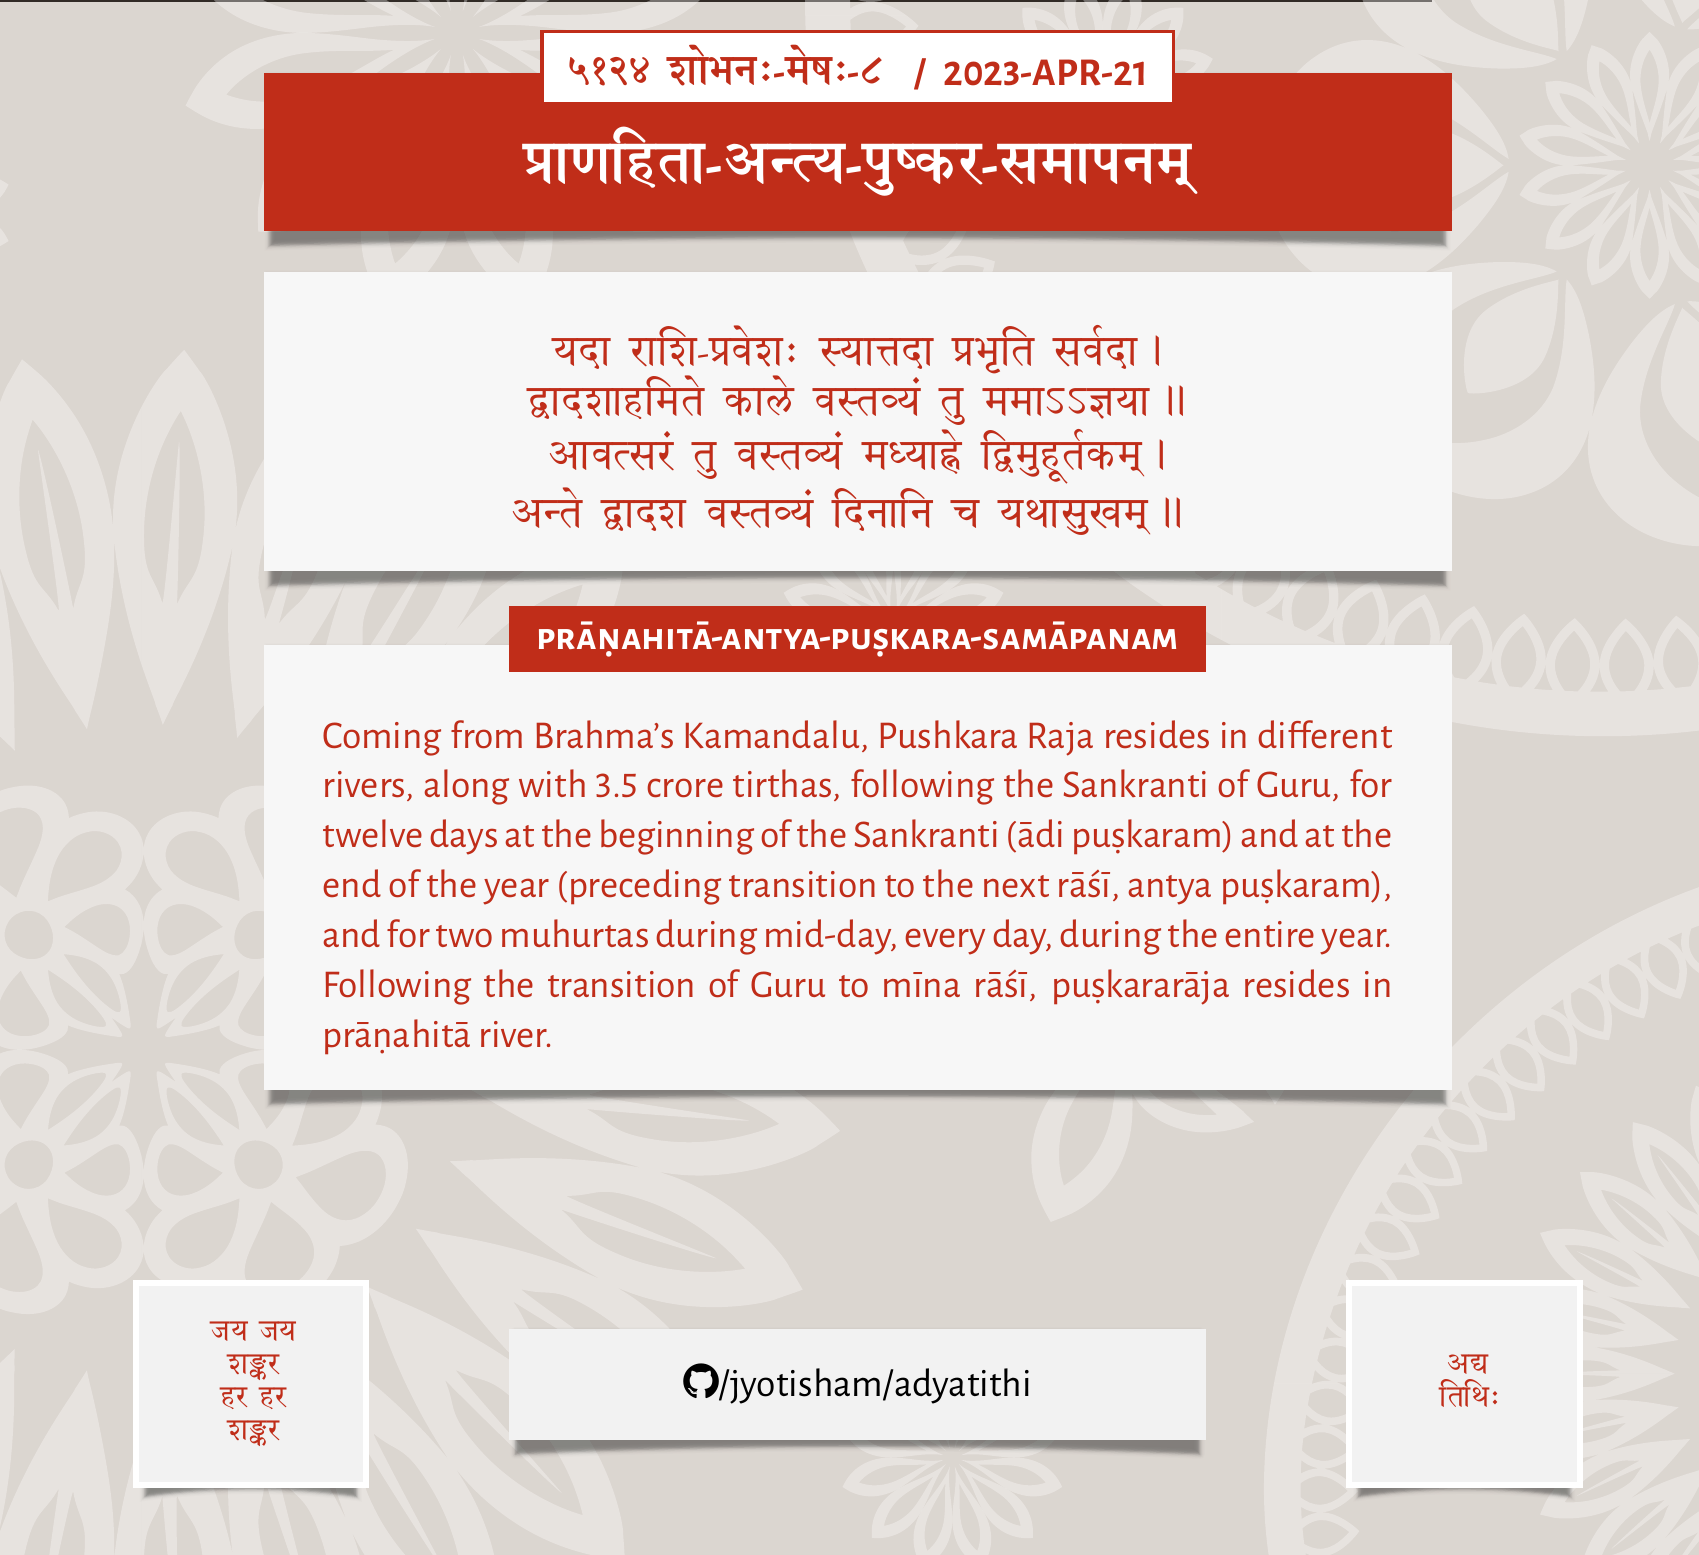 ५१२४ शोभनः-मेषः-८ / 2023-APR-21
प्राणहिता-अन्त्य-पुष्कर-समापनम्
यदा राशि-प्रवेशः स्यात्तदा प्रभृति सर्वदा।
द्वादशाहमिते काले वस्तव्यं तु ममाऽऽज्ञया॥
आवत्सरं तु वस्तव्यं मध्याह्ने द्विमुहूर्तकम्।
अन्ते द्वादश वस्तव्यं दिनानि च यथासुखम्॥
PRĀṆAHITĀ-ANTYA-PUṢKARA-SAMĀPANAM
Coming from Brahma’s Kamandalu, Pushkara Raja resides in different
rivers, along with 3.5 crore tirthas, following the Sankranti of Guru, for
twelve days at the beginning of the Sankranti (ādi puṣkaram) and at the
end of the year (preceding transition to the next rāśī, antya puṣkaram),
and for two muhurtas during mid-day, every day, during the entire year.
Following the transition of Guru to mīna rāśī, puṣkararāja resides in
prāṇahitā river.
जय जय
शङ्कर
हर हर
शङ्कर
/jyotisham/adyatithi
अद्य
तिथिः